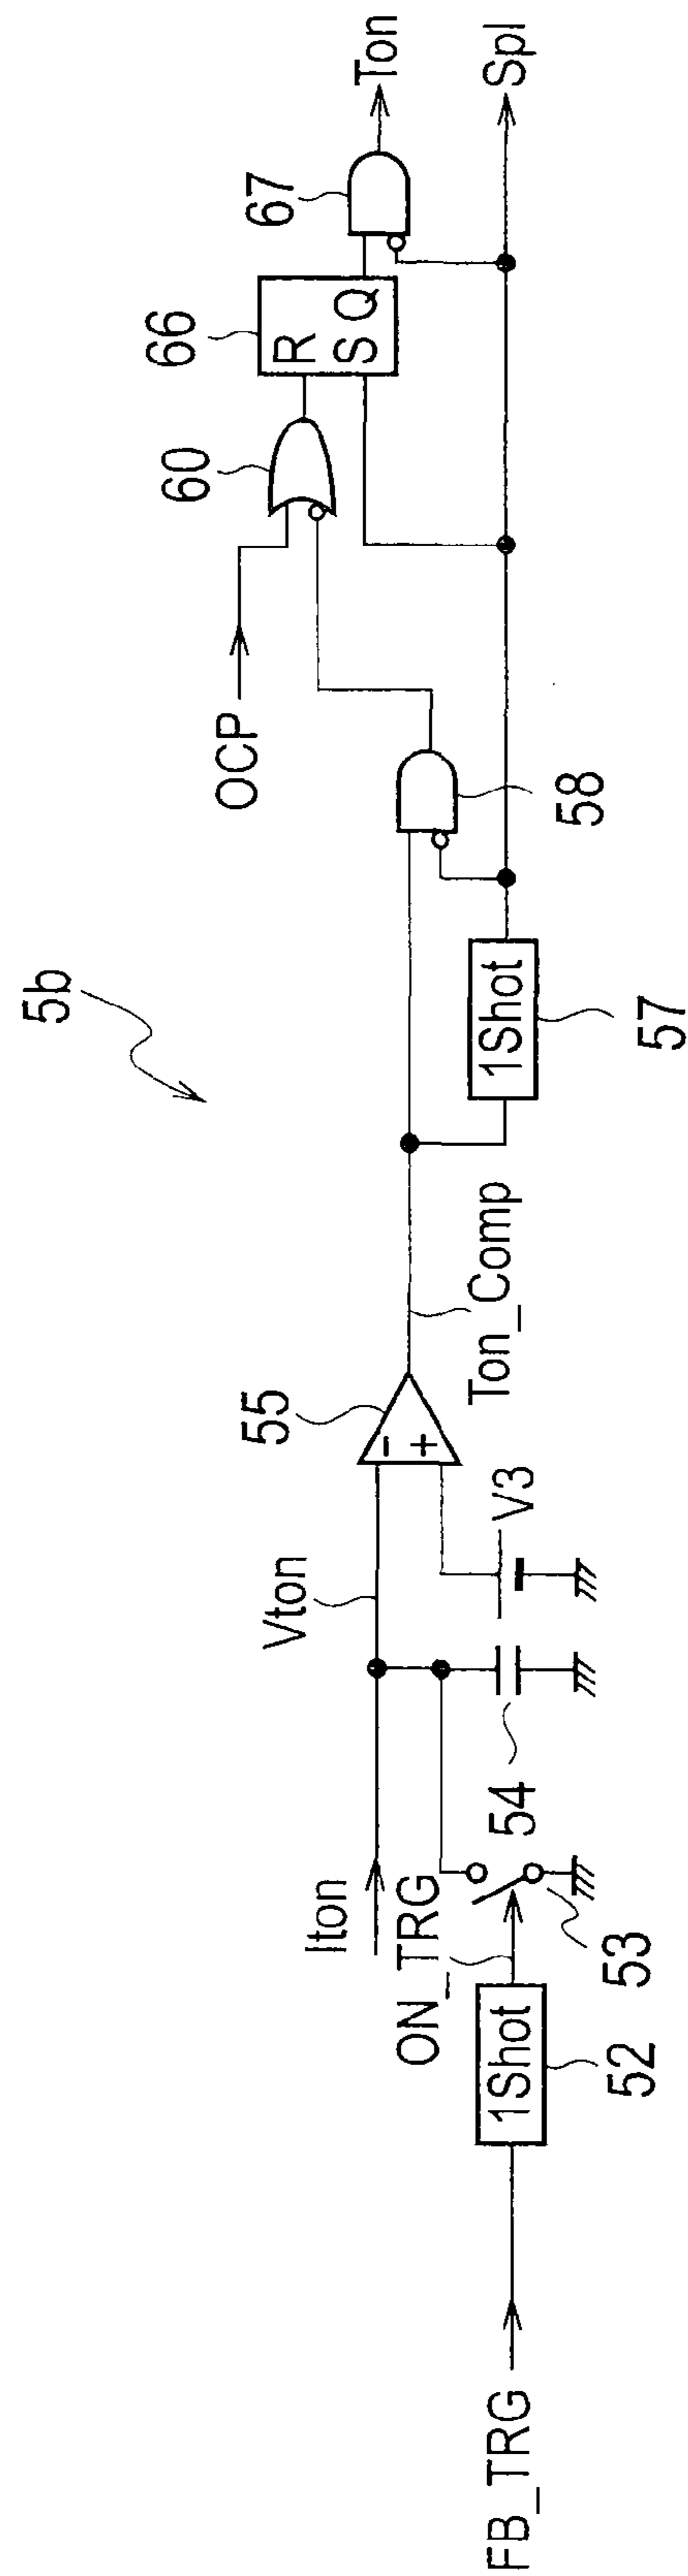 5b
FB_TRG
1Shot
52
ON_TRG
53
Iton
54
Vton
V3
55
- +
Ton_Comp
1Shot
57
58
OCP
60
66
R
S Q
67
Ton
Spl